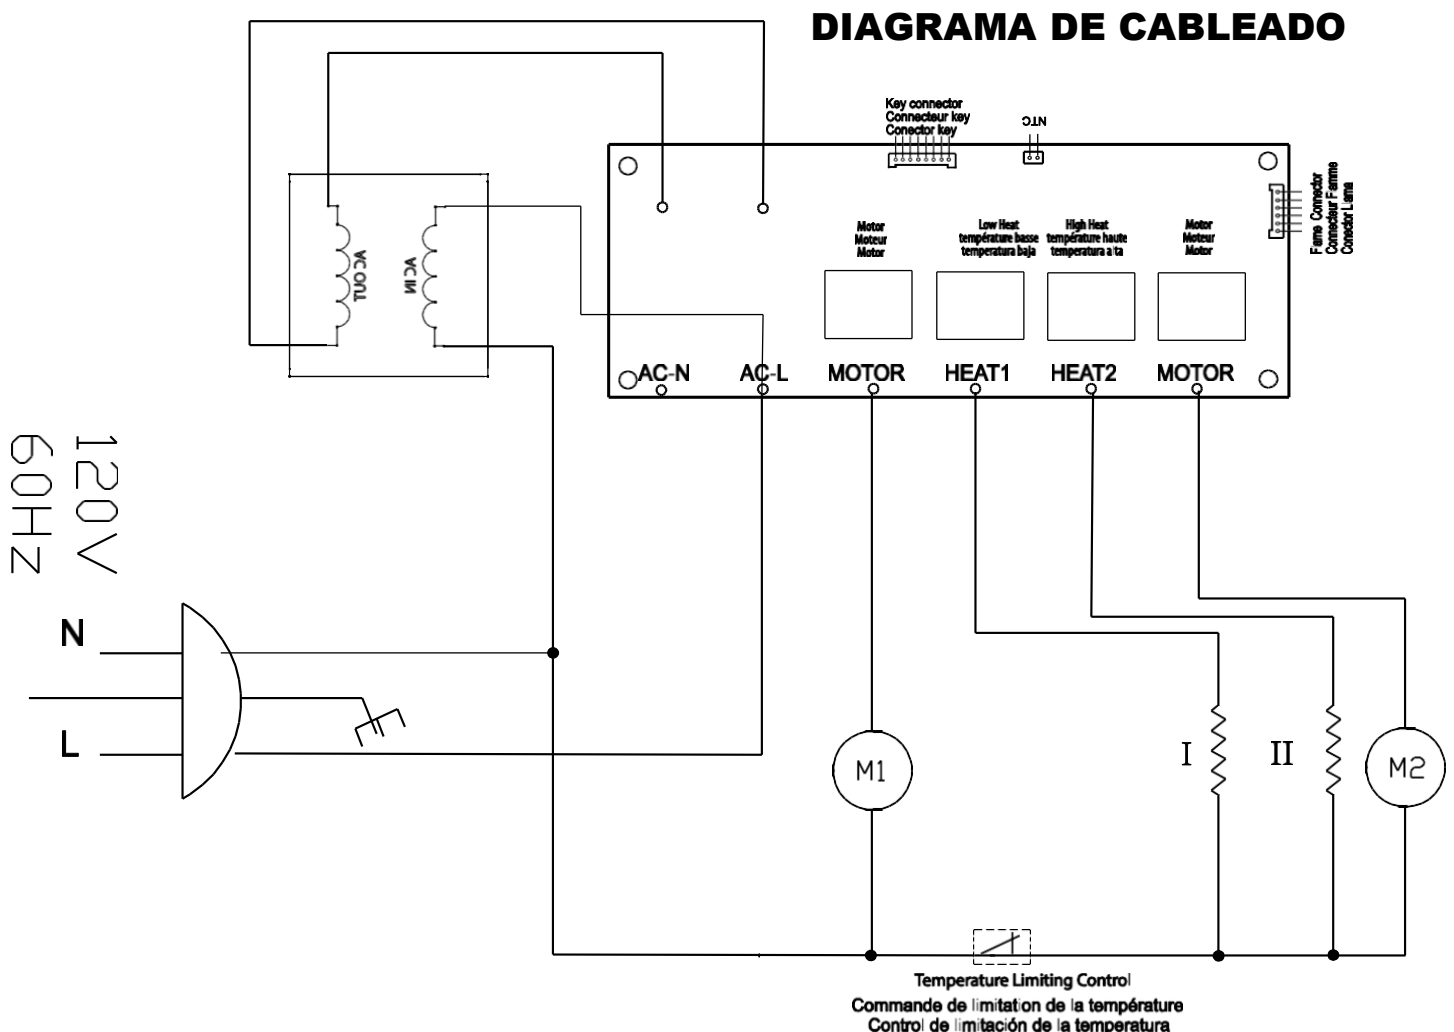 DIAGRAMA DE CABLEADO
Key connector
Connecteur key
Conector key
NTC
Fame Connector
Connecteur Famme
Conector Llama
Motor
Moteur
Motor
Low Heat
température basse
temperatura baja
High Heat
température haute
temperatura alta
Motor
Moteur
Motor
AC OUT
AC IN
AC-N
AC-L
MOTOR
HEAT1
HEAT2
MOTOR
120V
60Hz
N
L
M1
I
II
M2
Temperature Limiting Control
Commande de limitation de la température
Control de limitación de la temperatura